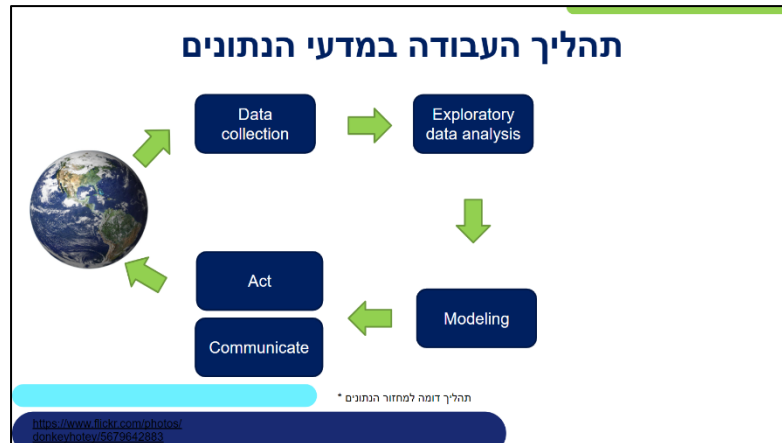 תהליך העבודה במדעי הנתונים
Data
collection
Exploratory
data analysis
Act
Communicate
Modeling
תהליך דומה למחזור הנתונים *
https://www.flickr.com/photos/
donkeyhotey/5679642883